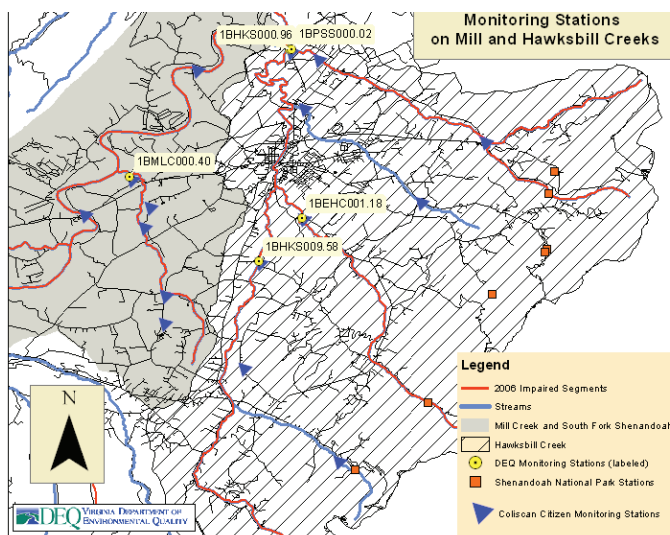 Monitoring Stations
on Mill and Hawksbill Creeks
1BHKS000.96
1BPSS000.02
1BMLC000.40
1BEHC001.18
1BHKS009.58
N
Legend
2006 Impaired Segments
Streams
Mill Creek and South Fork Shenandoah
Hawksbill Creek
DEQ Monitoring Stations (labeled)
Shenandoah National Park Stations
Coliscan Citizen Monitoring Stations
DEQ VIRGINIA DEPARTMENT OF
ENVIRONMENTAL QUALITY